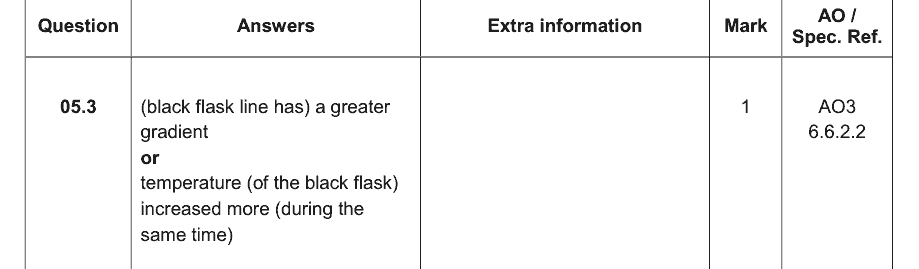 Question Answers Extra information Mark AO /
Spec. Ref.
05.3 (black flask line has) a greater 1 AO3
gradient 6.6.2.2
or
temperature (of the black flask)
increased more (during the
same time)